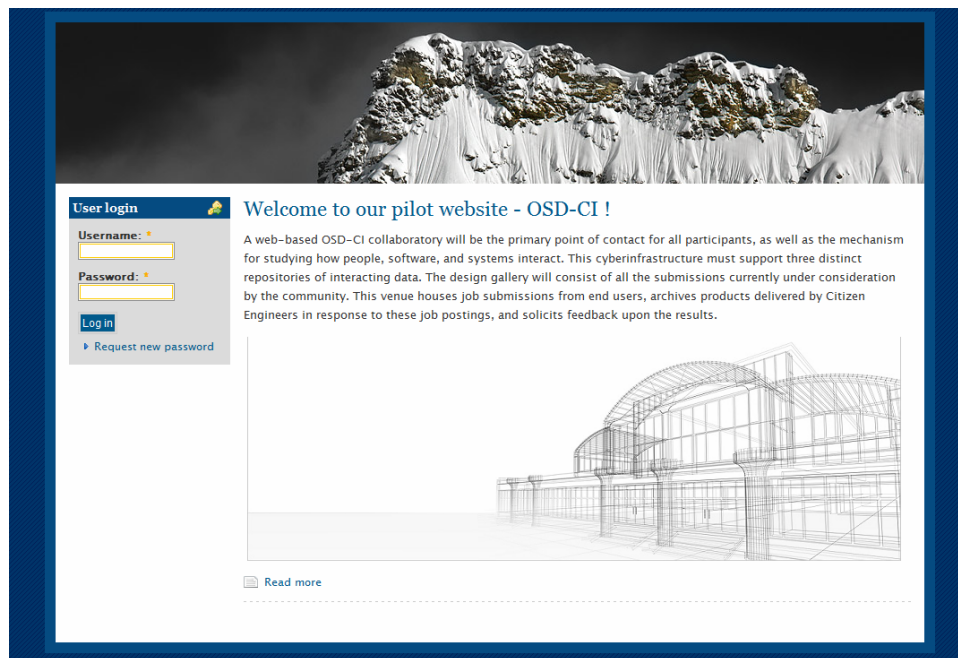 User login
Username: *
Password: *
Log in
Request new password
Welcome to our pilot website - OSD-CI !
A web-based OSD-CI collaboratory will be the primary point of contact for all participants, as well as the mechanism
for studying how people, software, and systems interact. This cyberinfrastructure must support three distinct
repositories of interacting data. The design gallery will consist of all the submissions currently under consideration
by the community. This venue houses job submissions from end users, archives products delivered by Citizen
Engineers in response to these job postings, and solicits feedback upon the results.
Read more